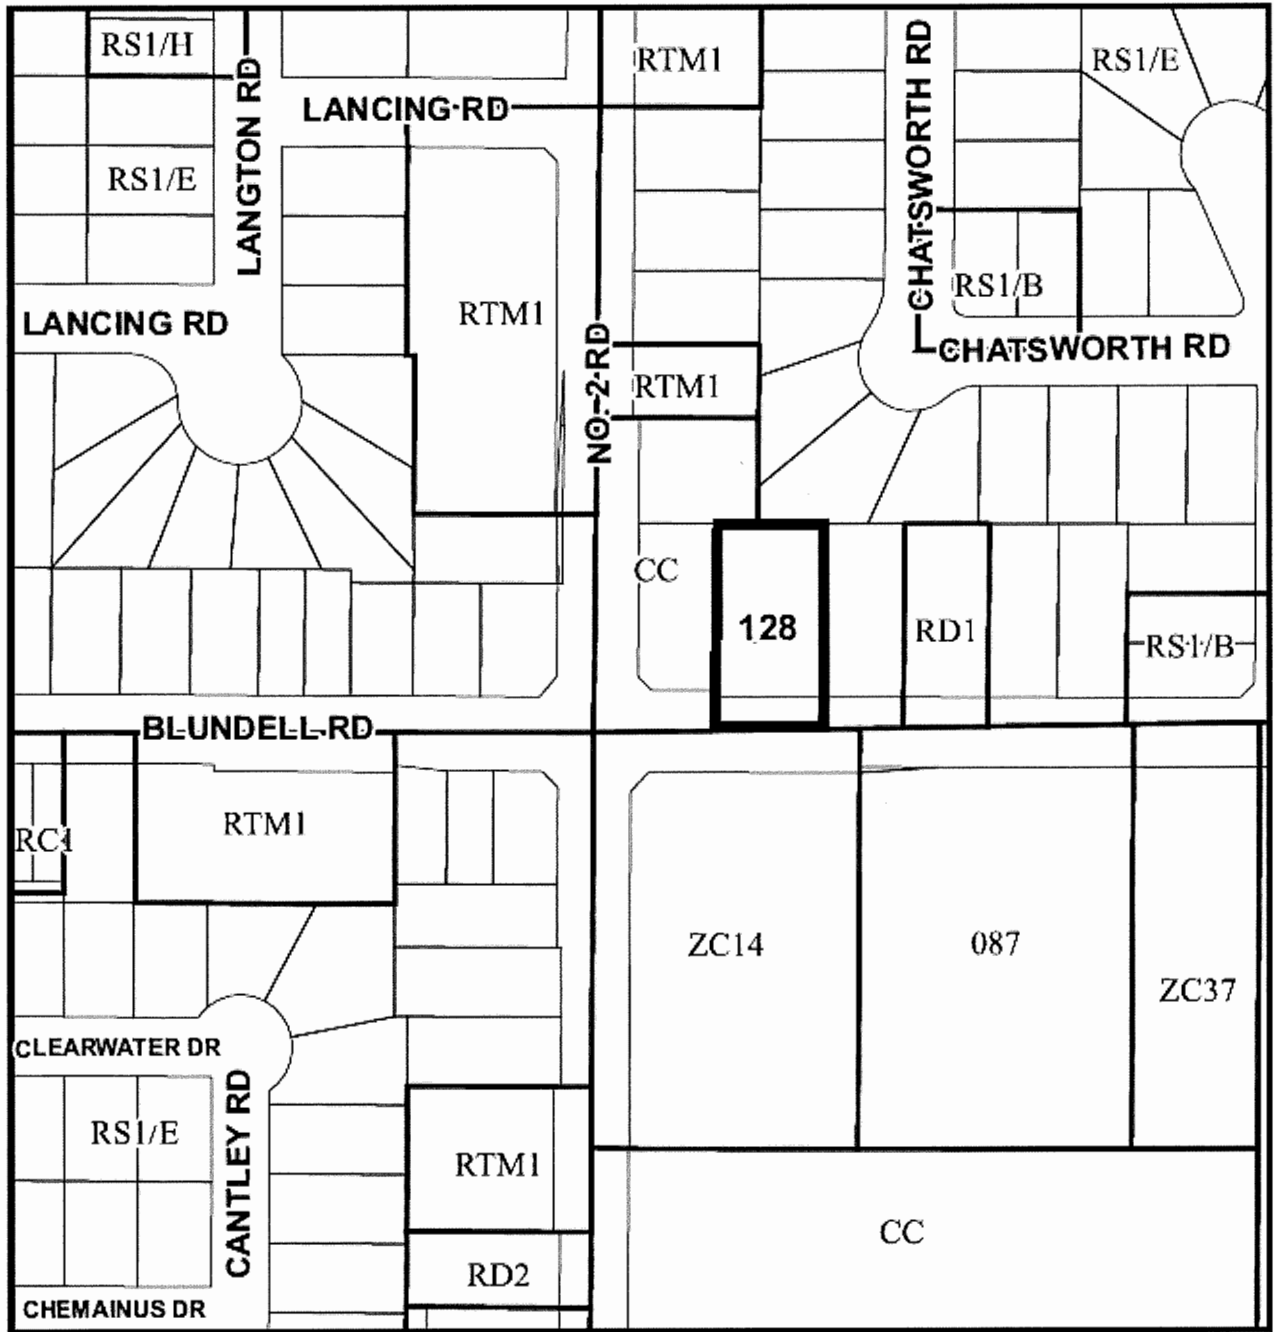 RS1/H
RTM1
CHATSWORTH RD
RS1/E
LANGTON RD
LANCING RD
RS1/E
RS1/B
LANCING RD
RTM1
NO. 2 RD
CHATSWORTH RD
RTM1
CC
128
RD1
RS1/B
BLUNDELL RD
RC1
RTM1
ZC14
087
ZC37
CLEARWATER DR
CANTLEY RD
RS1/E
RTM1
CC
RD2
CHEMAINUS DR